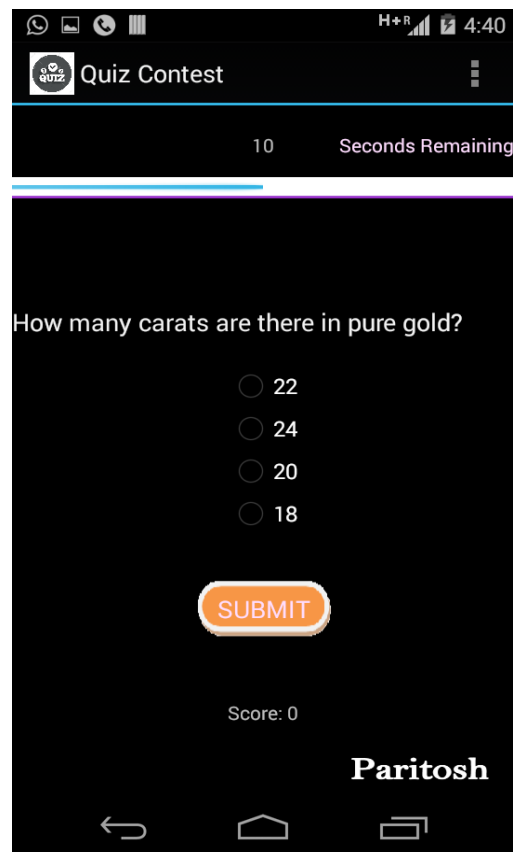 H+R 4:40
QUIZ Quiz Contest
10 Seconds Remaining
How many carats are there in pure gold?
22
24
20
18
SUBMIT
Score: 0
Paritosh